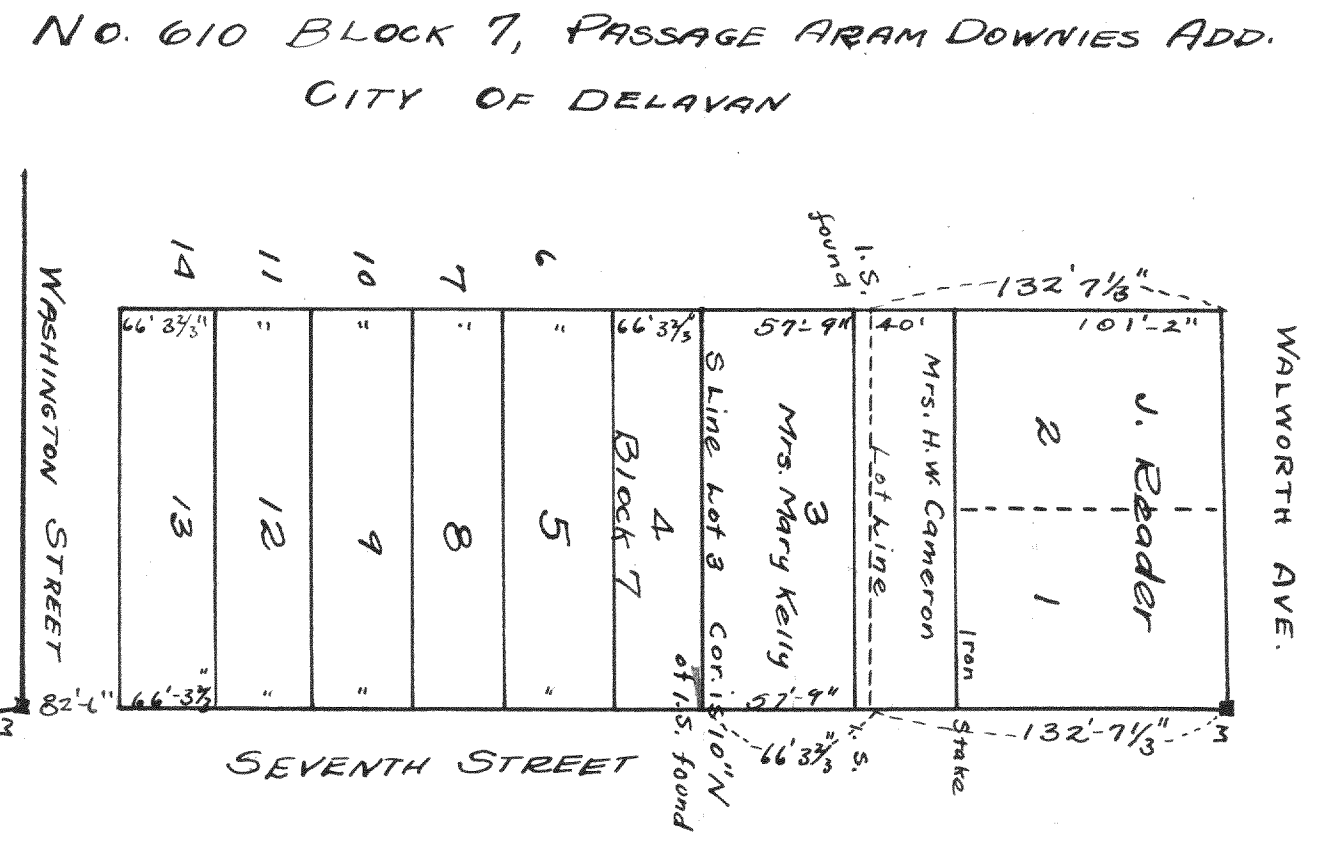 No. 610 BLOCK 7, PASSAGE ARAM DOWNIES ADD.
CITY OF DELAVAN
WASHINGTON STREET
14
11
10
7
6
found
I.S.
132' 7⅓"
66' 3⅔"
"
"
"
"
66' 3⅔"
57'-9"
40'
101'-2"
WALWORTH AVE.
13
12
9
8
5
4
Block 7
S Line Lot 3 Cor. is 10" N
of I.S. found
3
Mrs. Mary Kelly
Lot Line
Mrs. H.W. Cameron
2
1
J. Reader
Iron Stake
3
82'-6"
66'-3⅔"
"
"
"
57'-9"
66' 3⅔"
I.S.
132'-7⅓"
3
SEVENTH STREET